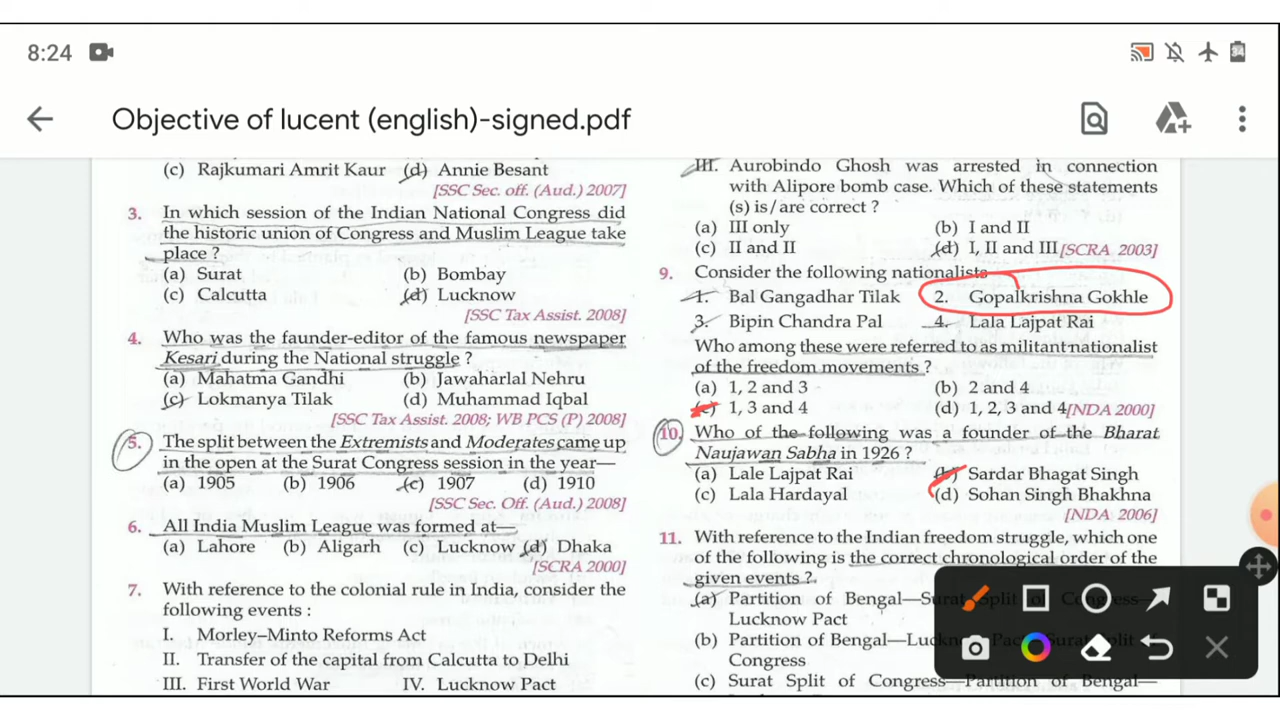 8:24
34
Objective of lucent (english)-signed.pdf
(c) Rajkumari Amrit Kaur (d) Annie Besant
[SSC Sec. off. (Aud.) 2007]
3. In which session of the Indian National Congress did
the historic union of Congress and Muslim League take
place ?
(a) Surat (b) Bombay
(c) Calcutta (d) Lucknow
[SSC Tax Assist. 2008]
4. Who was the faunder-editor of the famous newspaper
Kesari during the National struggle ?
(a) Mahatma Gandhi (b) Jawaharlal Nehru
(c) Lokmanya Tilak (d) Muhammad Iqbal
[SSC Tax Assist. 2008; WB PCS (P) 2008]
5. The split between the Extremists and Moderates came up
in the open at the Surat Congress session in the year—
(a) 1905 (b) 1906 (c) 1907 (d) 1910
[SSC Sec. Off. (Aud.) 2008]
6. All India Muslim League was formed at—
(a) Lahore (b) Aligarh (c) Lucknow (d) Dhaka
[SCRA 2000]
7. With reference to the colonial rule in India, consider the
following events :
I. Morley–Minto Reforms Act
II. Transfer of the capital from Calcutta to Delhi
III. First World War IV. Lucknow Pact
III. Aurobindo Ghosh was arrested in connection
with Alipore bomb case. Which of these statements
(s) is/are correct ?
(a) III only (b) I and II
(c) II and II (d) I, II and III [SCRA 2003]
9. Consider the following nationalists
1. Bal Gangadhar Tilak 2. Gopalkrishna Gokhle
3. Bipin Chandra Pal 4. Lala Lajpat Rai
Who among these were referred to as militant nationalist
of the freedom movements ?
(a) 1, 2 and 3 (b) 2 and 4
(c) 1, 3 and 4 (d) 1, 2, 3 and 4 [NDA 2000]
10. Who of the following was a founder of the Bharat
Naujawan Sabha in 1926 ?
(a) Lale Lajpat Rai (b) Sardar Bhagat Singh
(c) Lala Hardayal (d) Sohan Singh Bhakhna
[NDA 2006]
11. With reference to the Indian freedom struggle, which one
of the following is the correct chronological order of the
given events ?
(a) Partition of Bengal—Surat Split of Congress—
Lucknow Pact
(b) Partition of Bengal—Lucknow Pact—Surat Split of
Congress
(c) Surat Split of Congress—Partition of Bengal—